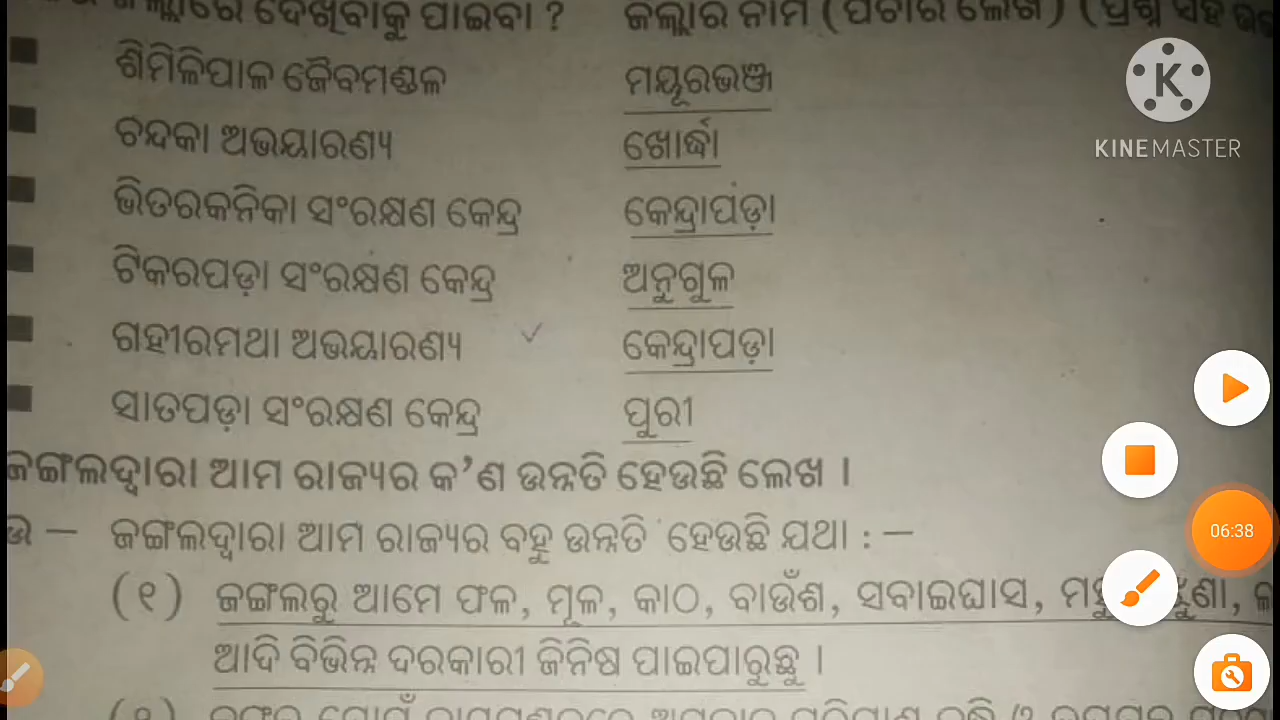 ଦେଖିବାକୁ ପାଇବା ? ଜିଲ୍ଲାର ନାମ
ଶିମିଳିପାଳ ଜୈବମଣ୍ଡଳ ମୟୂରଭଞ୍ଜ
ଚନ୍ଦକା ଅଭୟାରଣ୍ୟ ଖୋର୍ଦ୍ଧା
ଭିତରକନିକା ସଂରକ୍ଷଣ କେନ୍ଦ୍ର କେନ୍ଦ୍ରାପଡ଼ା
ଟିକରପଡ଼ା ସଂରକ୍ଷଣ କେନ୍ଦ୍ର ଅନୁଗୁଳ
ଗହୀରମଥା ଅଭୟାରଣ୍ୟ କେନ୍ଦ୍ରାପଡ଼ା
ସାତପଡ଼ା ସଂରକ୍ଷଣ କେନ୍ଦ୍ର ପୁରୀ
ଜଙ୍ଗଲଦ୍ୱାରା ଆମ ରାଜ୍ୟର କ'ଣ ଉନ୍ନତି ହେଉଛି ଲେଖ ।
ଉ – ଜଙ୍ଗଲଦ୍ୱାରା ଆମ ରାଜ୍ୟର ବହୁ ଉନ୍ନତି ହେଉଛି ଯଥା : –
(୧) ଜଙ୍ଗଲରୁ ଆମେ ଫଳ, ମୂଳ, କାଠ, ବାଉଁଶ, ସବାଇଘାସ,
ଆଦି ବିଭିନ୍ନ ଦରକାରୀ ଜିନିଷ ପାଇପାରୁଛୁ ।
K
KINEMASTER
06:38